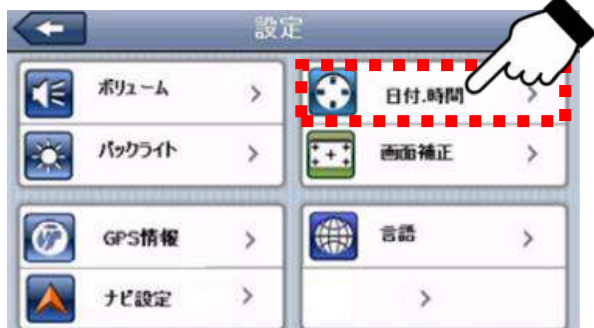 設定
ボリューム
バックライト
日付.時間
画面補正
GPS情報
ナビ設定
言語